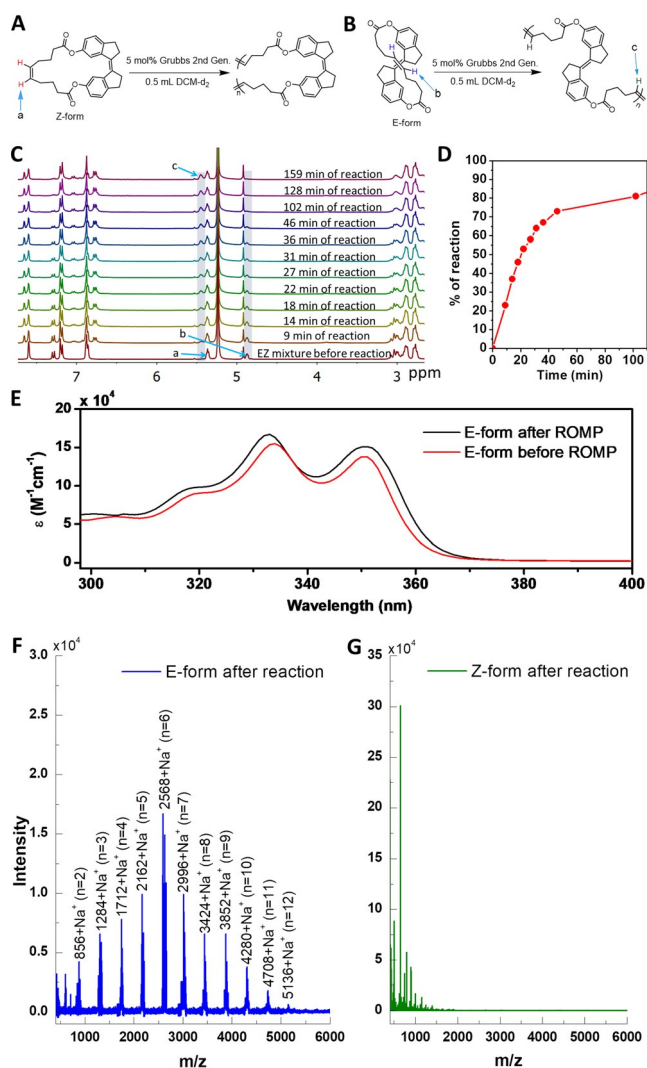 A
B
5 mol% Grubbs 2nd Gen.
0.5 mL DCM-d2
Z-form
a
H
H
O
O
O
O
O
O
O
O
n
5 mol% Grubbs 2nd Gen.
0.5 mL DCM-d2
E-form
b
c
H
H
H
H
O
O
O
O
O
O
O
O
n
C
c
159 min of reaction
128 min of reaction
102 min of reaction
46 min of reaction
36 min of reaction
31 min of reaction
27 min of reaction
22 min of reaction
18 min of reaction
14 min of reaction
9 min of reaction
EZ mixture before reaction
b
a
7 6 5 4 3 ppm
D
% of reaction
100
90
80
70
60
50
40
30
20
10
0
0 20 40 60 80 100
Time (min)
E
x 10⁴
20
15
10
5
0
ε (M⁻¹cm⁻¹)
E-form after ROMP
E-form before ROMP
300 320 340 360 380 400
Wavelength (nm)
F
x10⁴
3.0
2.5
2.0
1.5
1.0
0.5
0.0
Intensity
E-form after reaction
856+Na⁺ (n=2)
1284+Na⁺ (n=3)
1712+Na⁺ (n=4)
2162+Na⁺ (n=5)
2568+Na⁺ (n=6)
2996+Na⁺ (n=7)
3424+Na⁺ (n=8)
3852+Na⁺ (n=9)
4280+Na⁺ (n=10)
4708+Na⁺ (n=11)
5136+Na⁺ (n=12)
1000 2000 3000 4000 5000 6000
m/z
G
x10⁴
35
30
25
20
15
10
5
0
Z-form after reaction
1000 2000 3000 4000 5000 6000
m/z